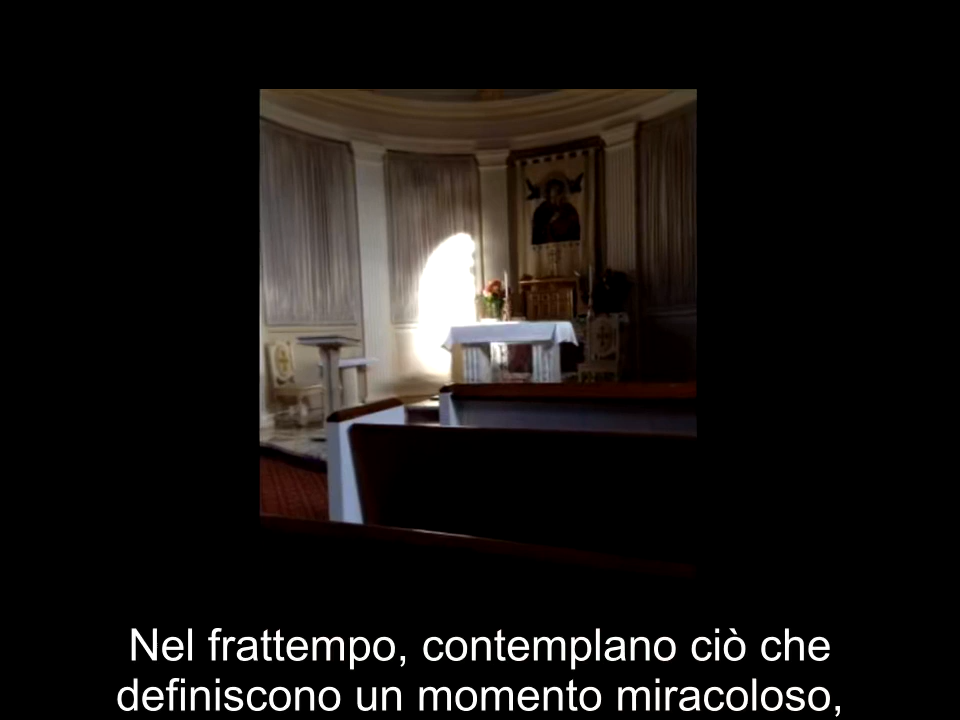 Nel frattempo, contemplano ciò che
definiscono un momento miracoloso,